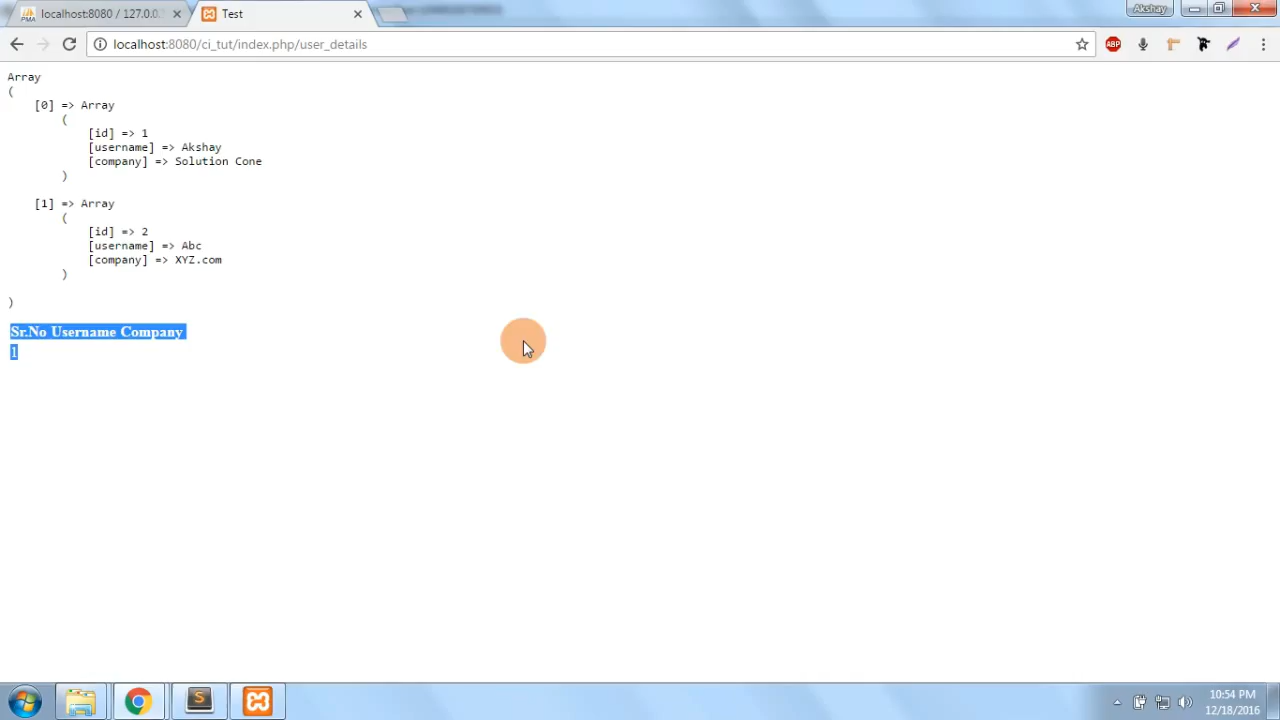 localhost:8080 / 127.0.0.
Test
Akshay
localhost:8080/ci_tut/index.php/user_details
ABP
Array
(
[0] => Array
(
[id] => 1
[username] => Akshay
[company] => Solution Cone
)
[1] => Array
(
[id] => 2
[username] => Abc
[company] => XYZ.com
)
)
Sr.No Username Company
1
10:54 PM
12/18/2016